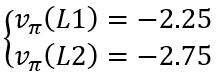 v_π(L1) = −2.25
v_π(L2) = −2.75